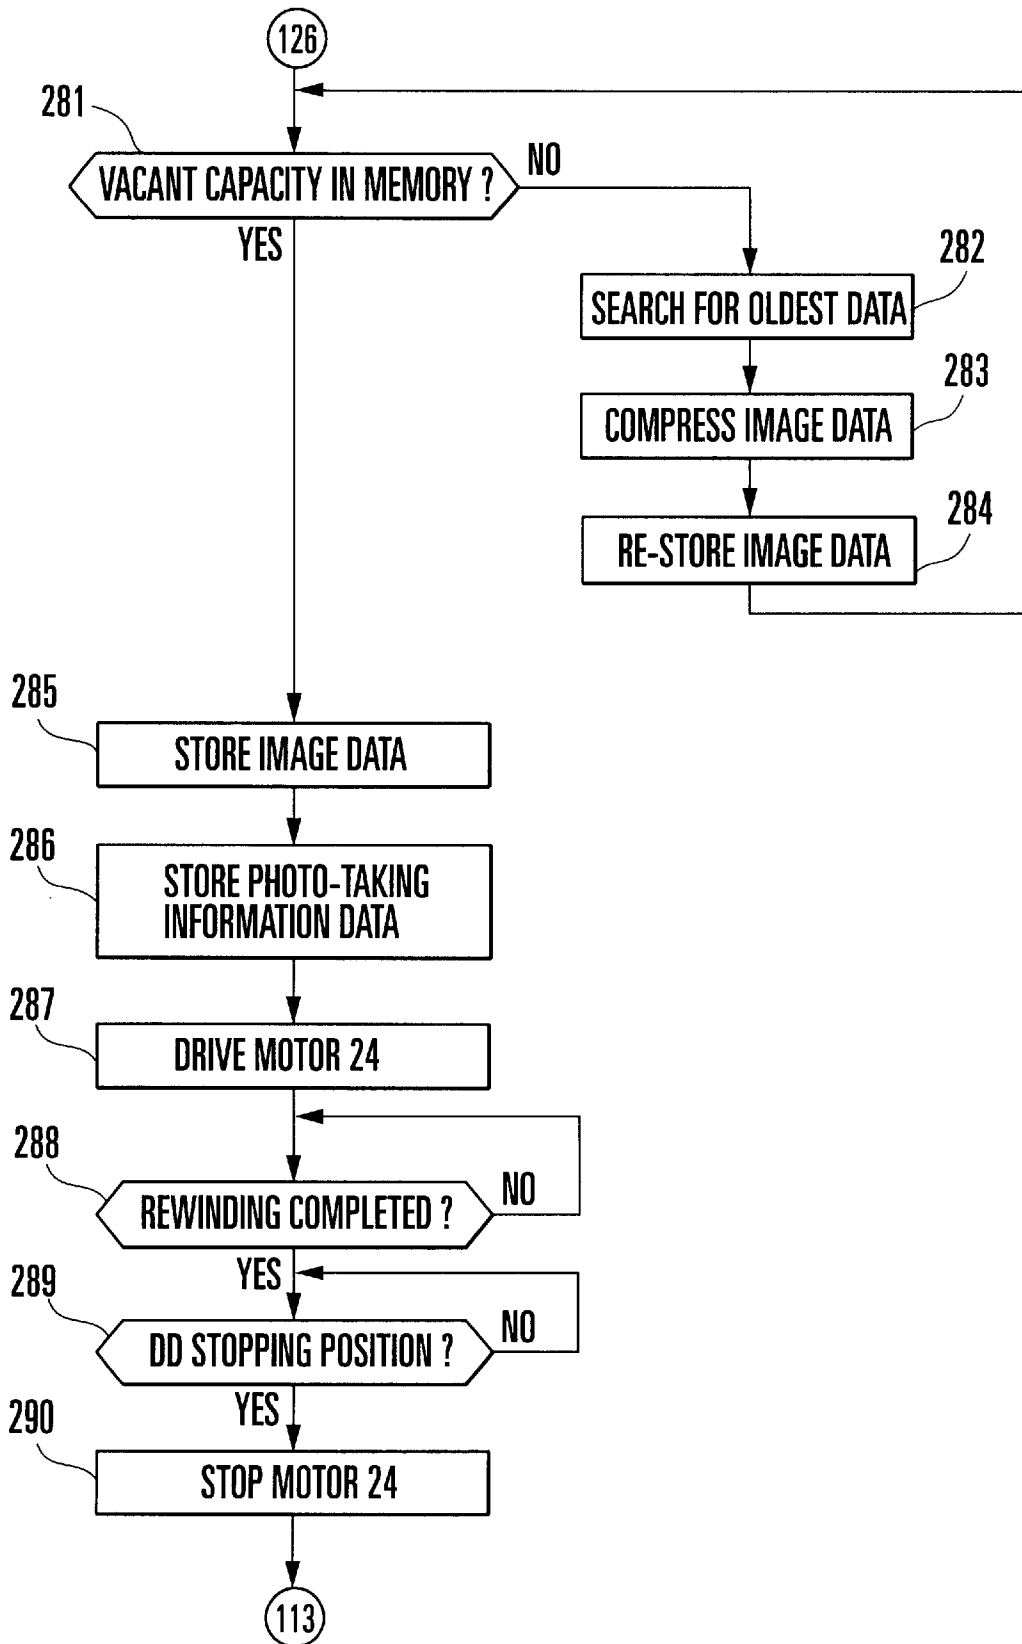 126
281
VACANT CAPACITY IN MEMORY ?
NO
YES
282
SEARCH FOR OLDEST DATA
283
COMPRESS IMAGE DATA
284
RE-STORE IMAGE DATA
285
STORE IMAGE DATA
286
STORE PHOTO-TAKING
INFORMATION DATA
287
DRIVE MOTOR 24
288
REWINDING COMPLETED ?
NO
YES
289
DD STOPPING POSITION ?
NO
YES
290
STOP MOTOR 24
113